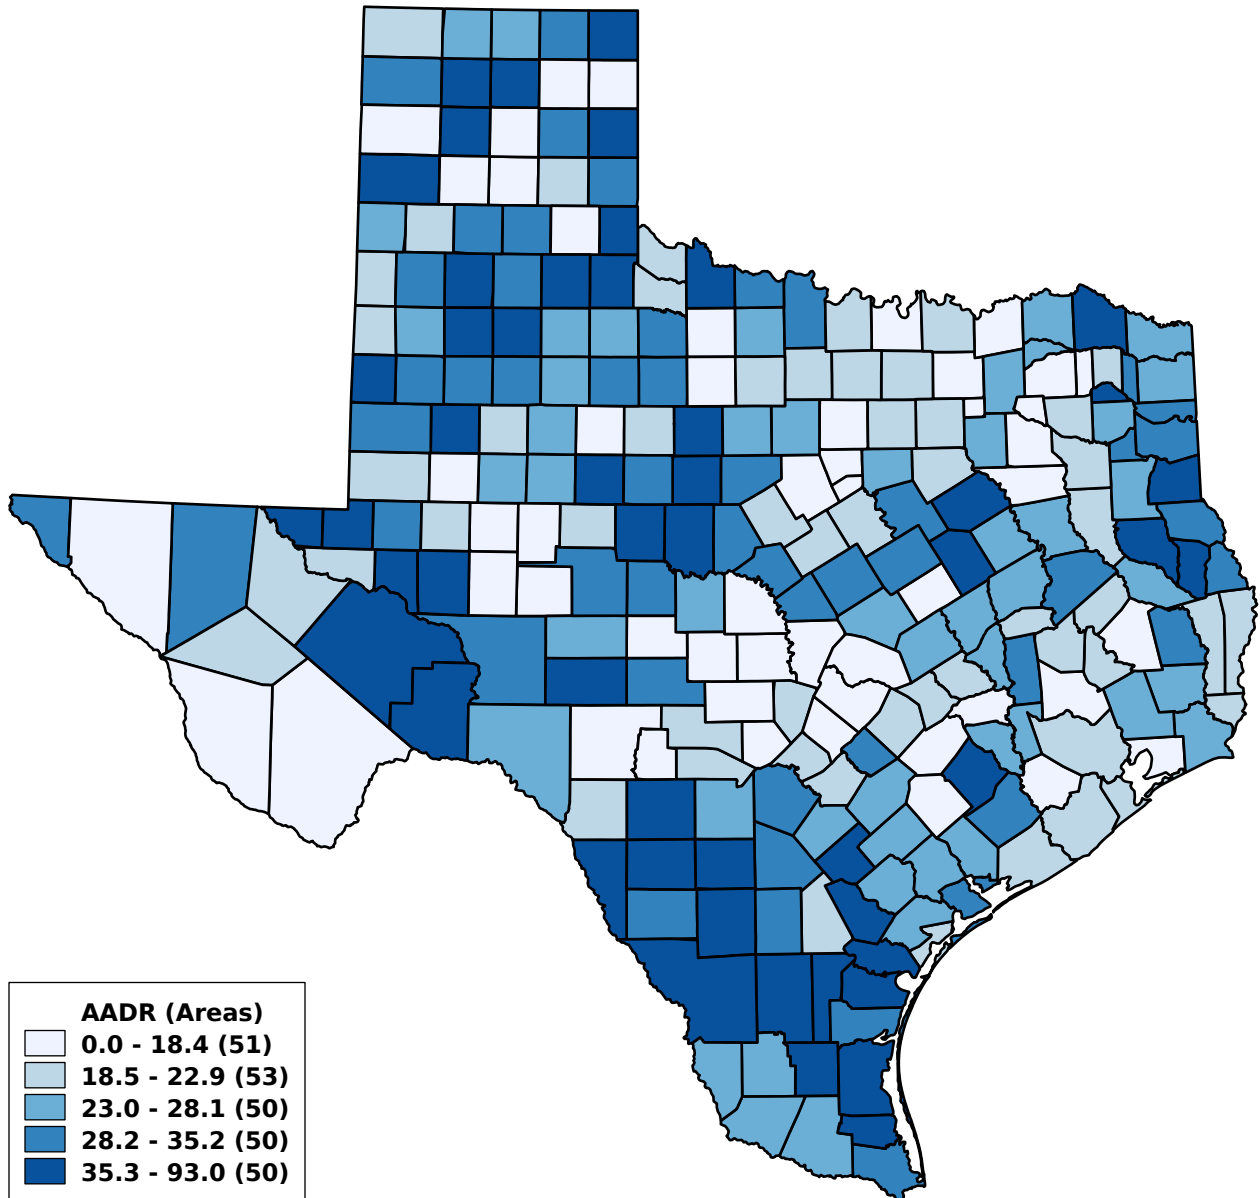 AADR (Areas)
0.0 - 18.4 (51)
18.5 - 22.9 (53)
23.0 - 28.1 (50)
28.2 - 35.2 (50)
35.3 - 93.0 (50)